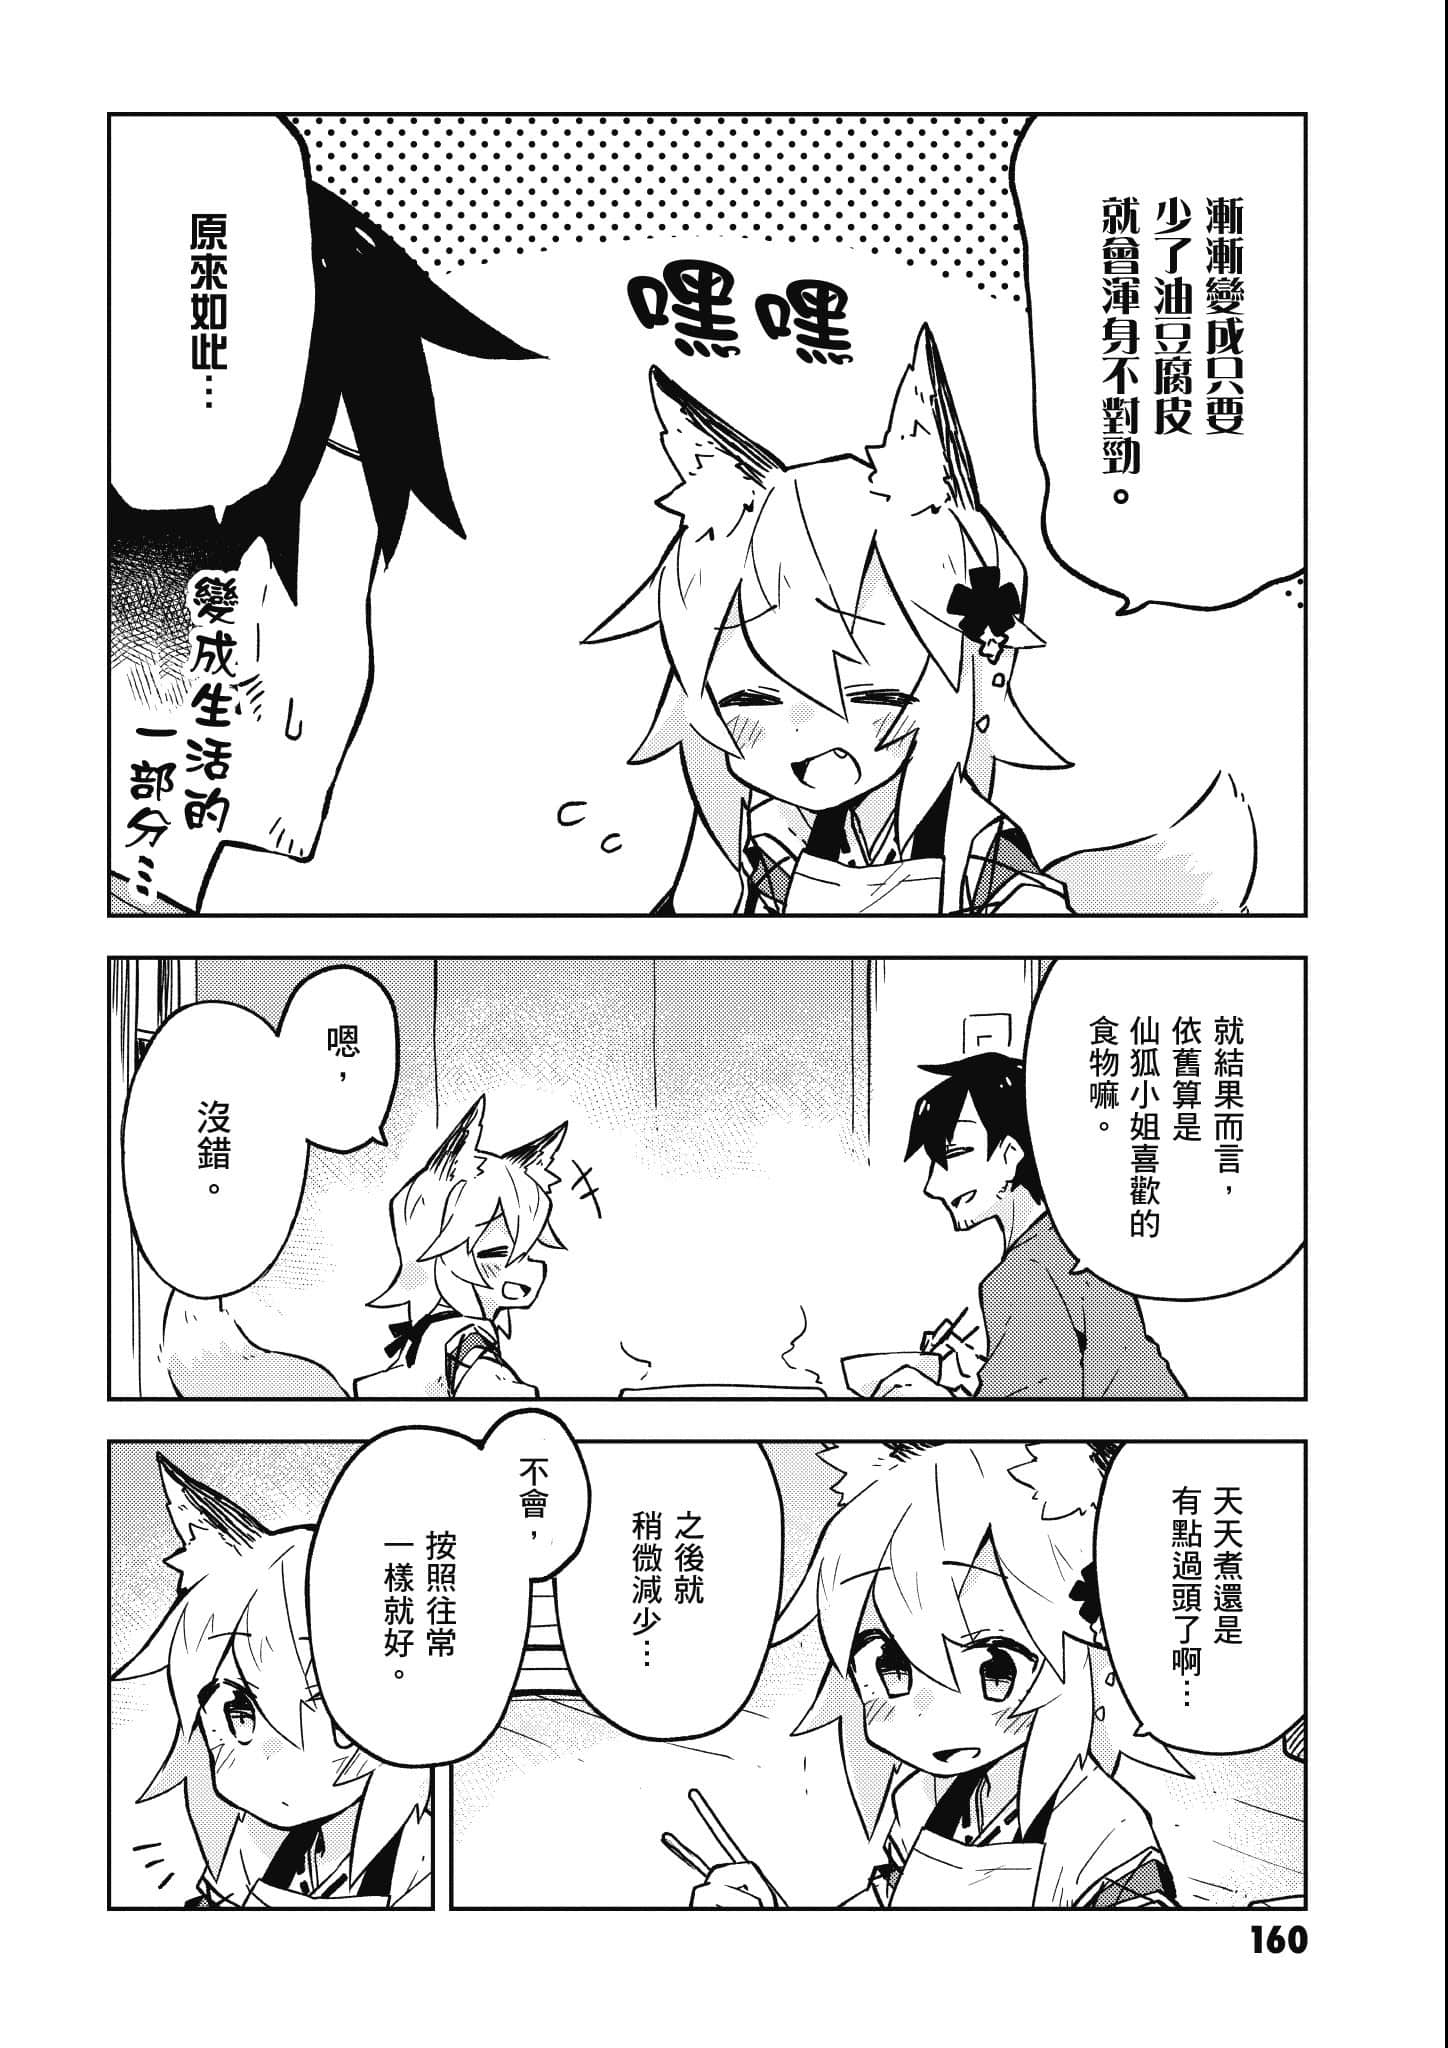 漸漸變成只要
少了油豆腐皮
就會渾身不對勁。
嘿嘿
原來如此…
變成生活的
一部分…
就結果而言，
依舊算是
仙狐小姐喜歡的
食物嘛。
嗯，
沒錯。
天天煮還是
有點過頭了啊…
之後就
稍微減少…
不會，
按照往常
一樣就好。
160